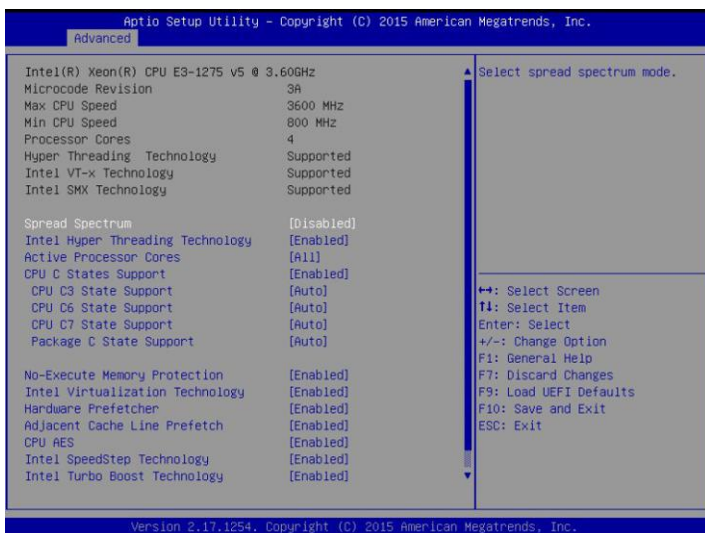 Aptio Setup Utility – Copyright (C) 2015 American Megatrends, Inc.
Advanced
Intel(R) Xeon(R) CPU E3-1275 v5 @ 3.60GHz
Microcode Revision 3A
Max CPU Speed 3600 MHz
Min CPU Speed 800 MHz
Processor Cores 4
Hyper Threading Technology Supported
Intel VT-x Technology Supported
Intel SMX Technology Supported
Spread Spectrum [Disabled]
Intel Hyper Threading Technology [Enabled]
Active Processor Cores [All]
CPU C States Support [Enabled]
CPU C3 State Support [Auto]
CPU C6 State Support [Auto]
CPU C7 State Support [Auto]
Package C State Support [Auto]
No-Execute Memory Protection [Enabled]
Intel Virtualization Technology [Enabled]
Hardware Prefetcher [Enabled]
Adjacent Cache Line Prefetch [Enabled]
CPU AES [Enabled]
Intel SpeedStep Technology [Enabled]
Intel Turbo Boost Technology [Enabled]
Select spread spectrum mode.
↔: Select Screen
↑↓: Select Item
Enter: Select
+/-: Change Option
F1: General Help
F7: Discard Changes
F9: Load UEFI Defaults
F10: Save and Exit
ESC: Exit
Version 2.17.1254. Copyright (C) 2015 American Megatrends, Inc.